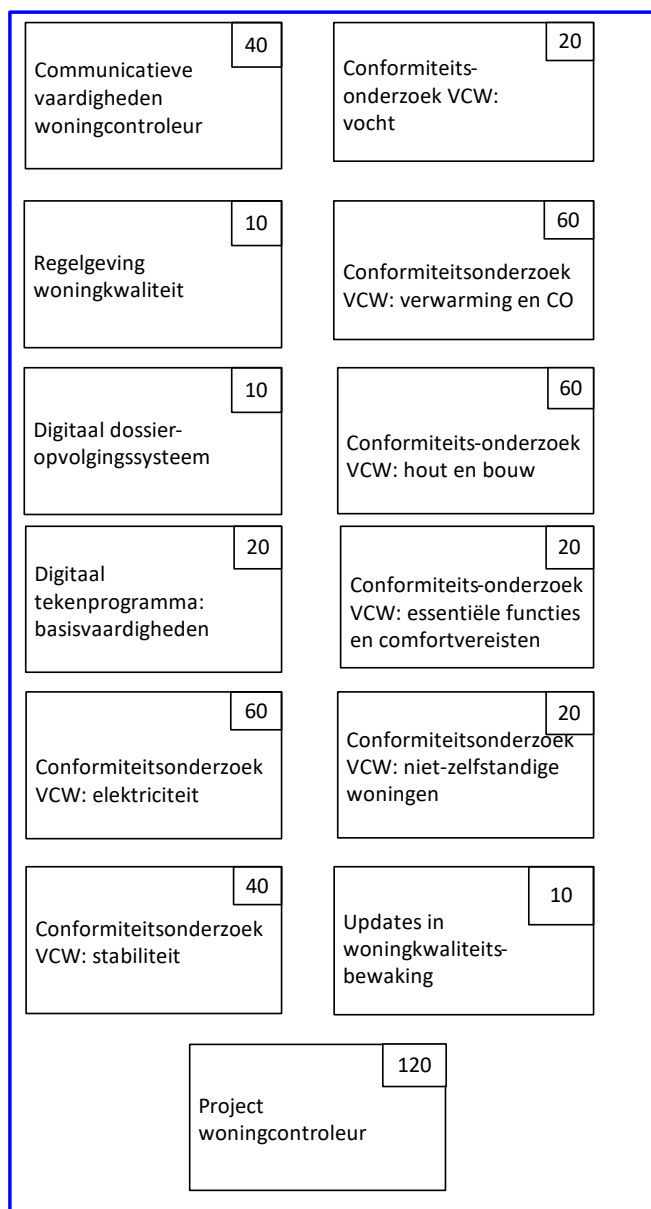 40
Communicatieve
vaardigheden
woningcontroleur
20
Conformiteits-
onderzoek VCW:
vocht
10
Regelgeving
woningkwaliteit
60
Conformiteitsonderzoek
VCW: verwarming en CO
10
Digitaal dossier-
opvolgingssysteem
60
Conformiteits-onderzoek
VCW: hout en bouw
20
Digitaal
tekenprogramma:
basisvaardigheden
20
Conformiteits-onderzoek
VCW: essentiële functies
en comfortvereisten
60
Conformiteitsonderzoek
VCW: elektriciteit
20
Conformiteitsonderzoek
VCW: niet-zelfstandige
woningen
40
Conformiteitsonderzoek
VCW: stabiliteit
10
Updates in
woningkwaliteits-
bewaking
120
Project
woningcontroleur